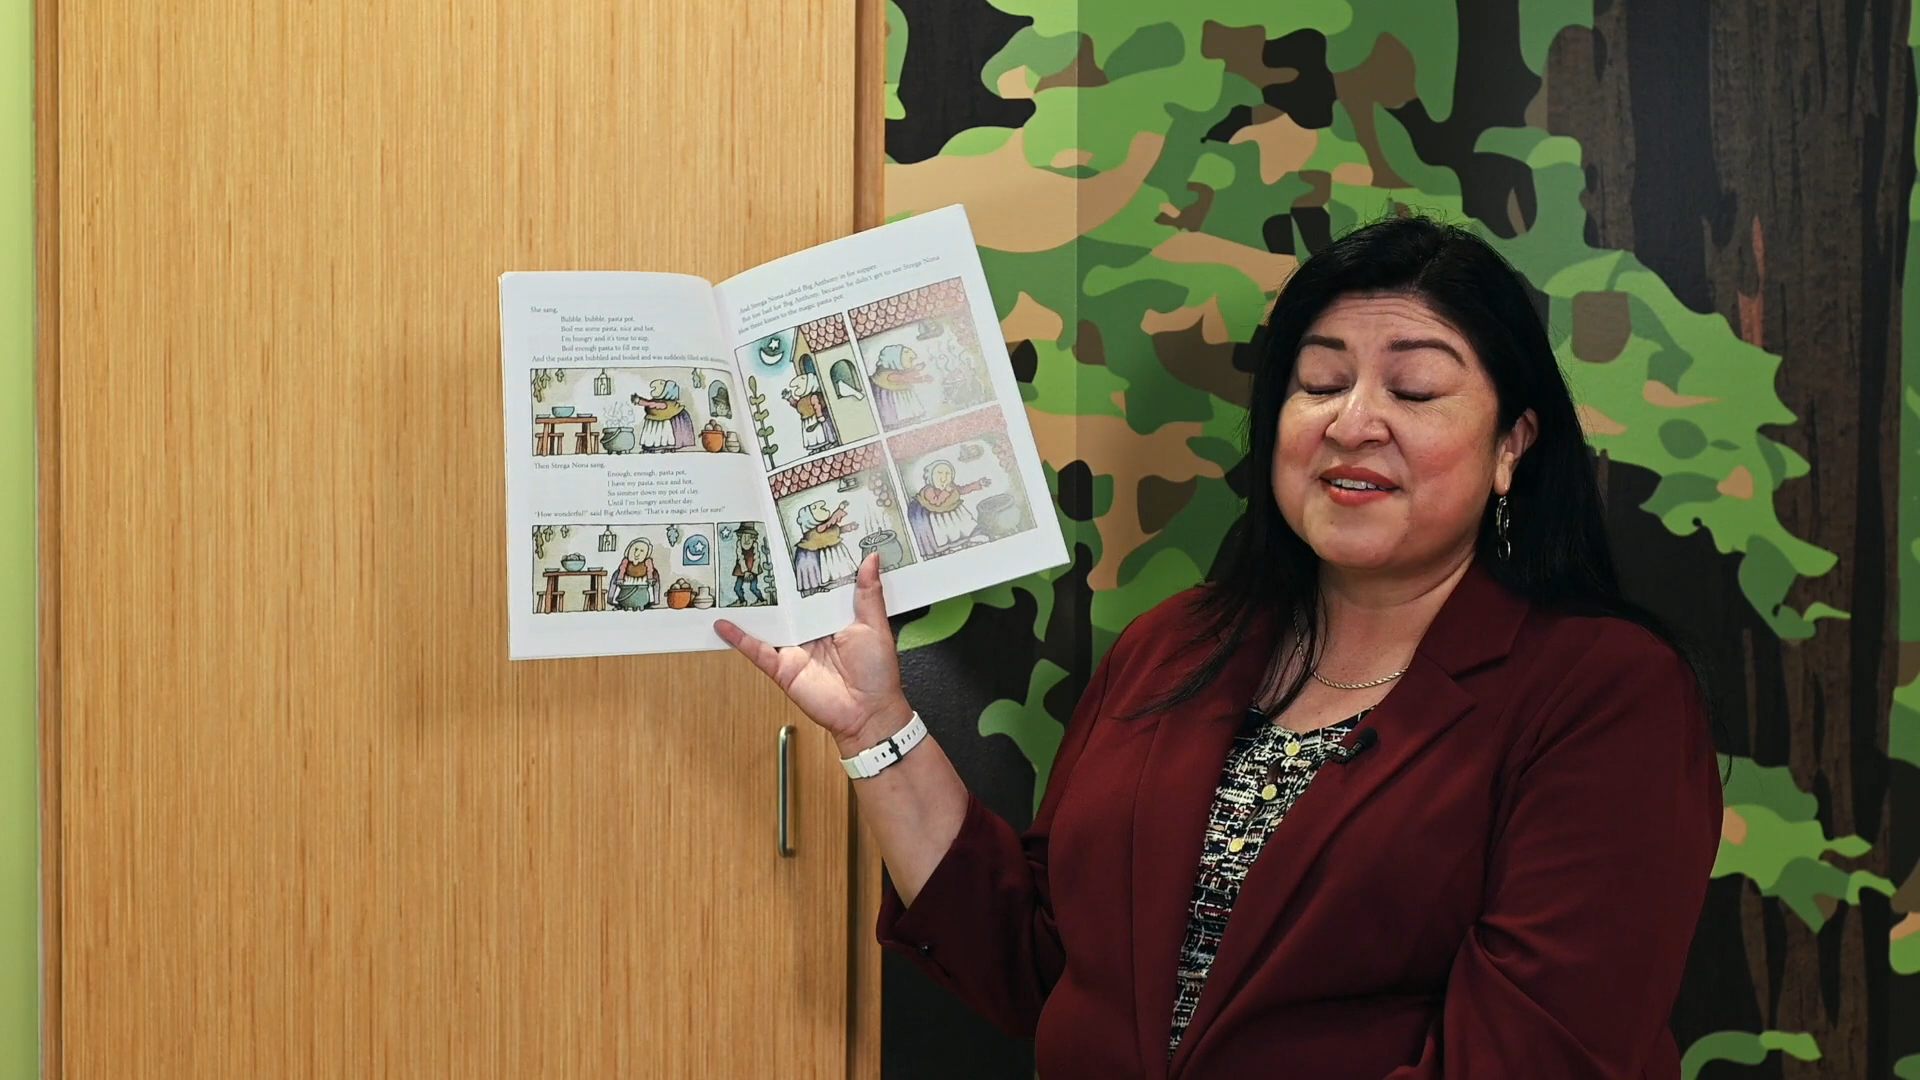 She sang,
Bubble, bubble, pasta pot,
Boil me some pasta, nice and hot,
I'm hungry and it's time to sup,
Boil enough pasta to fill me up.
And the pasta pot bubbled and boiled and was suddenly filled with
Then Strega Nona sang,
Enough, enough, pasta pot,
I have my pasta, nice and hot,
So simmer down my pot of clay,
Until I'm hungry another day.
"How wonderful!" said Big Anthony. "That's a magic pot for sure!"
And Strega Nona called Big Anthony in for supper.
But too bad for Big Anthony, because he didn't get to see Strega Nona
blow three kisses to the magic pasta pot.